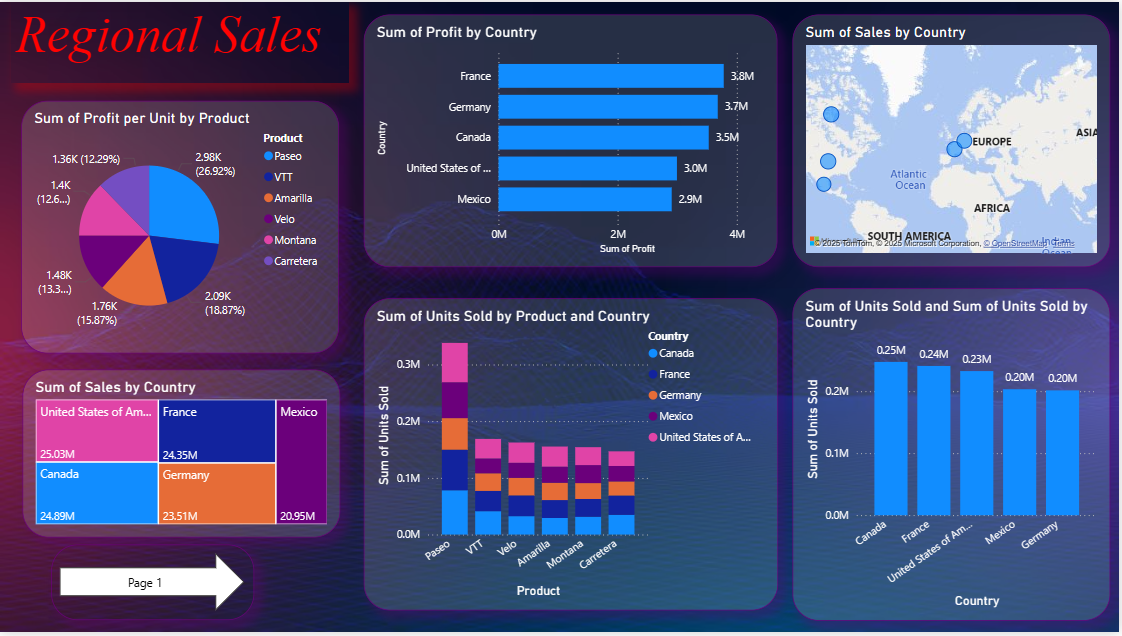 Regional Sales
Sum of Profit per Unit by Product
1.36K (12.29%)
2.98K
(26.92%)
1.4K
(12.6...)
1.48K
(13.3...)
1.76K
(15.87%)
2.09K
(18.87%)
Product
Paseo
VTT
Amarilla
Velo
Montana
Carretera
Sum of Sales by Country
United States of Am...
25.03M
France
24.35M
Mexico
20.95M
Canada
24.89M
Germany
23.51M
Page 1
Sum of Profit by Country
Country
France
3.8M
Germany
3.7M
Canada
3.5M
United States of ...
3.0M
Mexico
2.9M
0M
2M
4M
Sum of Profit
Sum of Units Sold by Product and Country
Country
Canada
France
Germany
Mexico
United States of A...
Sum of Units Sold
0.3M
0.2M
0.1M
0.0M
Paseo
VTT
Velo
Amarilla
Montana
Carretera
Product
Sum of Sales by Country
EUROPE
ASIA
Atlantic
Ocean
AFRICA
SOUTH AMERICA
Indian
Ocean
© 2025 TomTom, © 2025 Microsoft Corporation, © OpenStreetMap Terms
Sum of Units Sold and Sum of Units Sold by
Country
Sum of Units Sold
0.25M
0.24M
0.23M
0.20M
0.20M
0.2M
0.1M
0.0M
Canada
France
United States of Am...
Mexico
Germany
Country